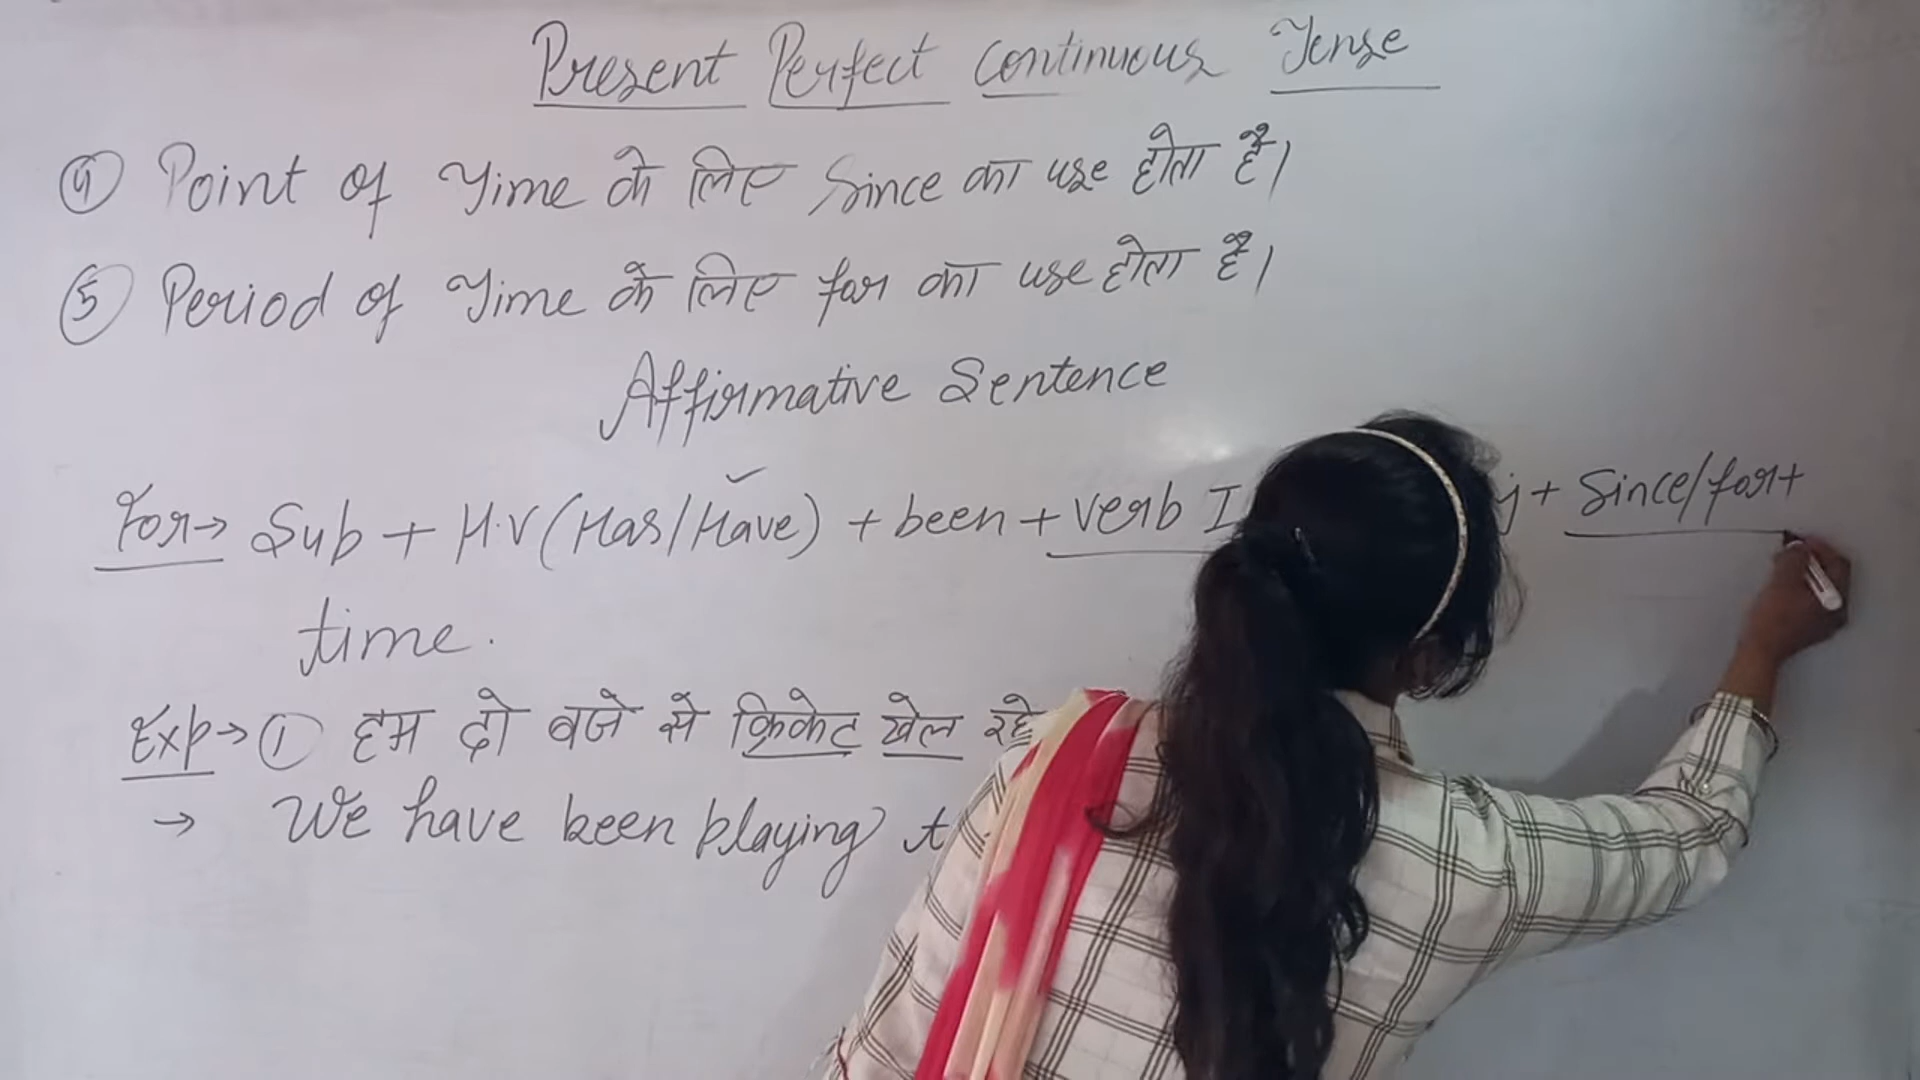 Present Perfect Continuous Tense
④ Point of Time के लिए Since का use होता है।
⑤ Period of Time के लिए for का use होता है।
Affirmative Sentence
For→ Sub + H.V (Has/Have) + been + verb I + Since/for +
time.
Exp→ ① हम दो बजे से क्रिकेट खेल रहे
→ We have been playing